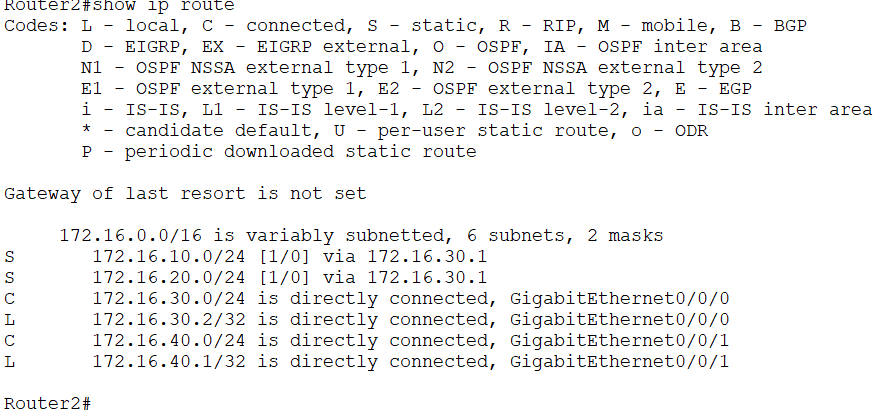 Router2#show ip route
Codes: L - local, C - connected, S - static, R - RIP, M - mobile, B - BGP
D - EIGRP, EX - EIGRP external, O - OSPF, IA - OSPF inter area
N1 - OSPF NSSA external type 1, N2 - OSPF NSSA external type 2
E1 - OSPF external type 1, E2 - OSPF external type 2, E - EGP
i - IS-IS, L1 - IS-IS level-1, L2 - IS-IS level-2, ia - IS-IS inter area
* - candidate default, U - per-user static route, o - ODR
P - periodic downloaded static route
Gateway of last resort is not set
172.16.0.0/16 is variably subnetted, 6 subnets, 2 masks
S 172.16.10.0/24 [1/0] via 172.16.30.1
S 172.16.20.0/24 [1/0] via 172.16.30.1
C 172.16.30.0/24 is directly connected, GigabitEthernet0/0/0
L 172.16.30.2/32 is directly connected, GigabitEthernet0/0/0
C 172.16.40.0/24 is directly connected, GigabitEthernet0/0/1
L 172.16.40.1/32 is directly connected, GigabitEthernet0/0/1
Router2#